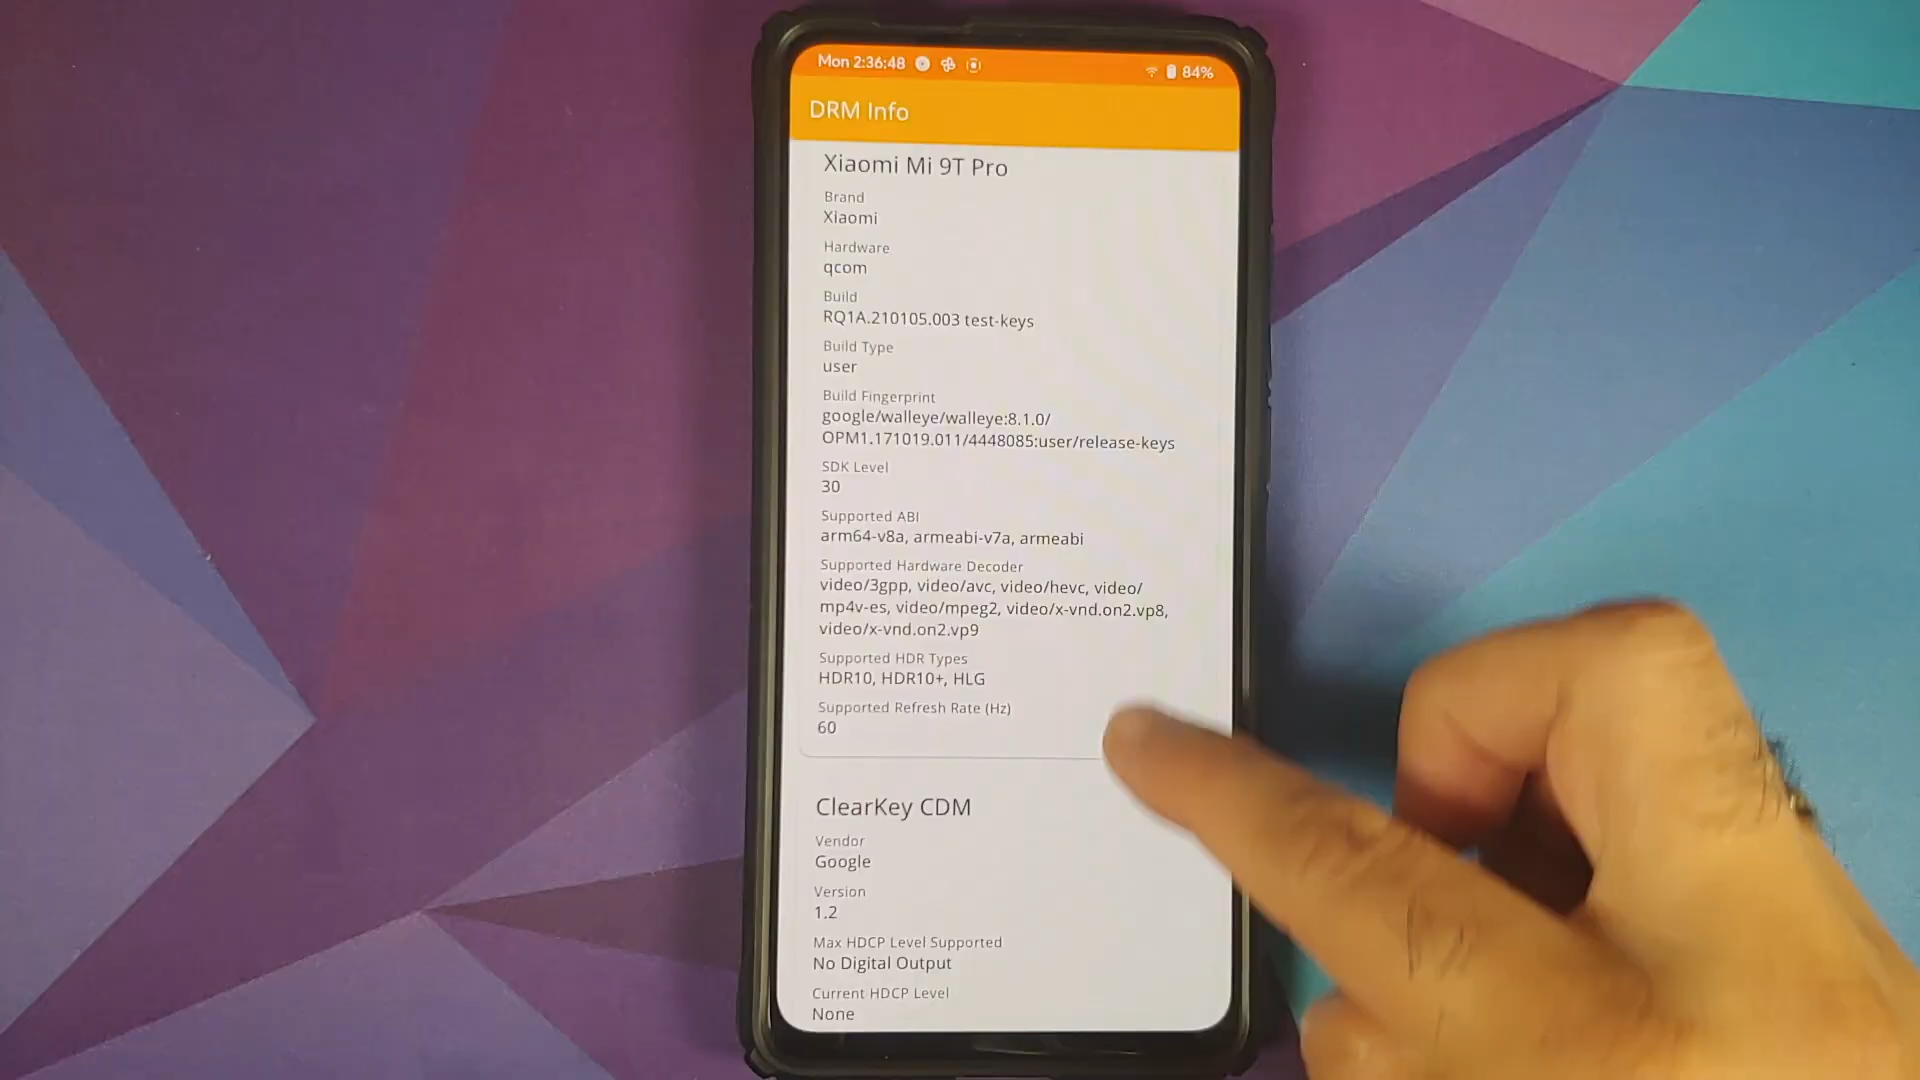 Mon 2:36:48
84%
DRM Info
Xiaomi Mi 9T Pro
Brand
Xiaomi
Hardware
qcom
Build
RQ1A.210105.003 test-keys
Build Type
user
Build Fingerprint
google/walleye/walleye:8.1.0/
OPM1.171019.011/4448085:user/release-keys
SDK Level
30
Supported ABI
arm64-v8a, armeabi-v7a, armeabi
Supported Hardware Decoder
video/3gpp, video/avc, video/hevc, video/
mp4v-es, video/mpeg2, video/x-vnd.on2.vp8,
video/x-vnd.on2.vp9
Supported HDR Types
HDR10, HDR10+, HLG
Supported Refresh Rate (Hz)
60
ClearKey CDM
Vendor
Google
Version
1.2
Max HDCP Level Supported
No Digital Output
Current HDCP Level
None